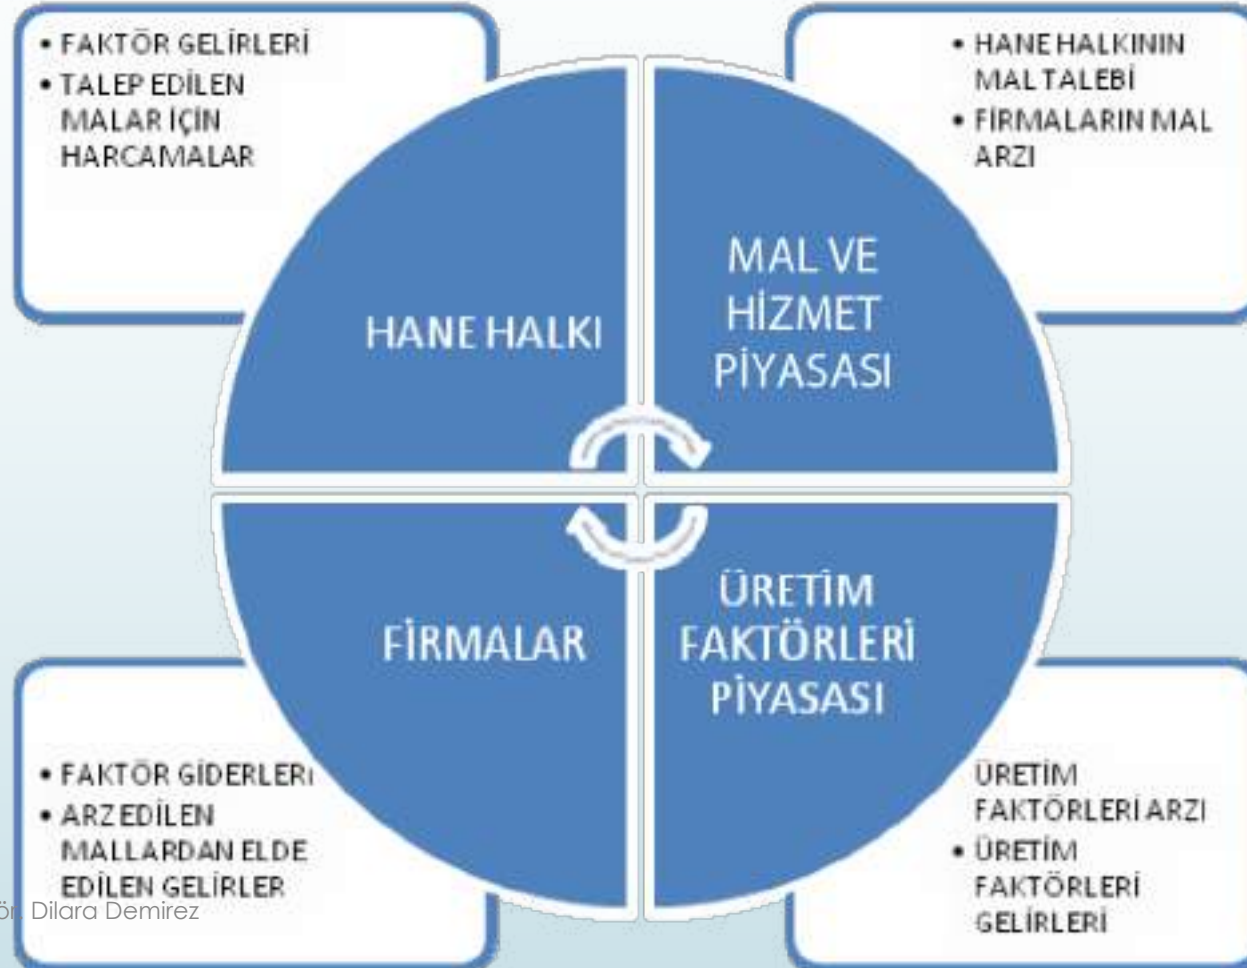 • FAKTÖR GELİRLERİ
• TALEP EDİLEN
MALAR İÇİN
HARCAMALAR
• HANE HALKININ
MAL TALEBİ
• FİRMALARIN MAL
ARZI
HANE HALKI
MAL VE
HİZMET
PİYASASI
FİRMALAR
ÜRETİM
FAKTÖRLERİ
PİYASASI
• FAKTÖR GİDERLERİ
• ARZ EDİLEN
MALLARDAN ELDE
EDİLEN GELİRLER
ÜRETİM
FAKTÖRLERİ ARZI
• ÜRETİM
FAKTÖRLERİ
GELİRLERİ
Dilara Demirez